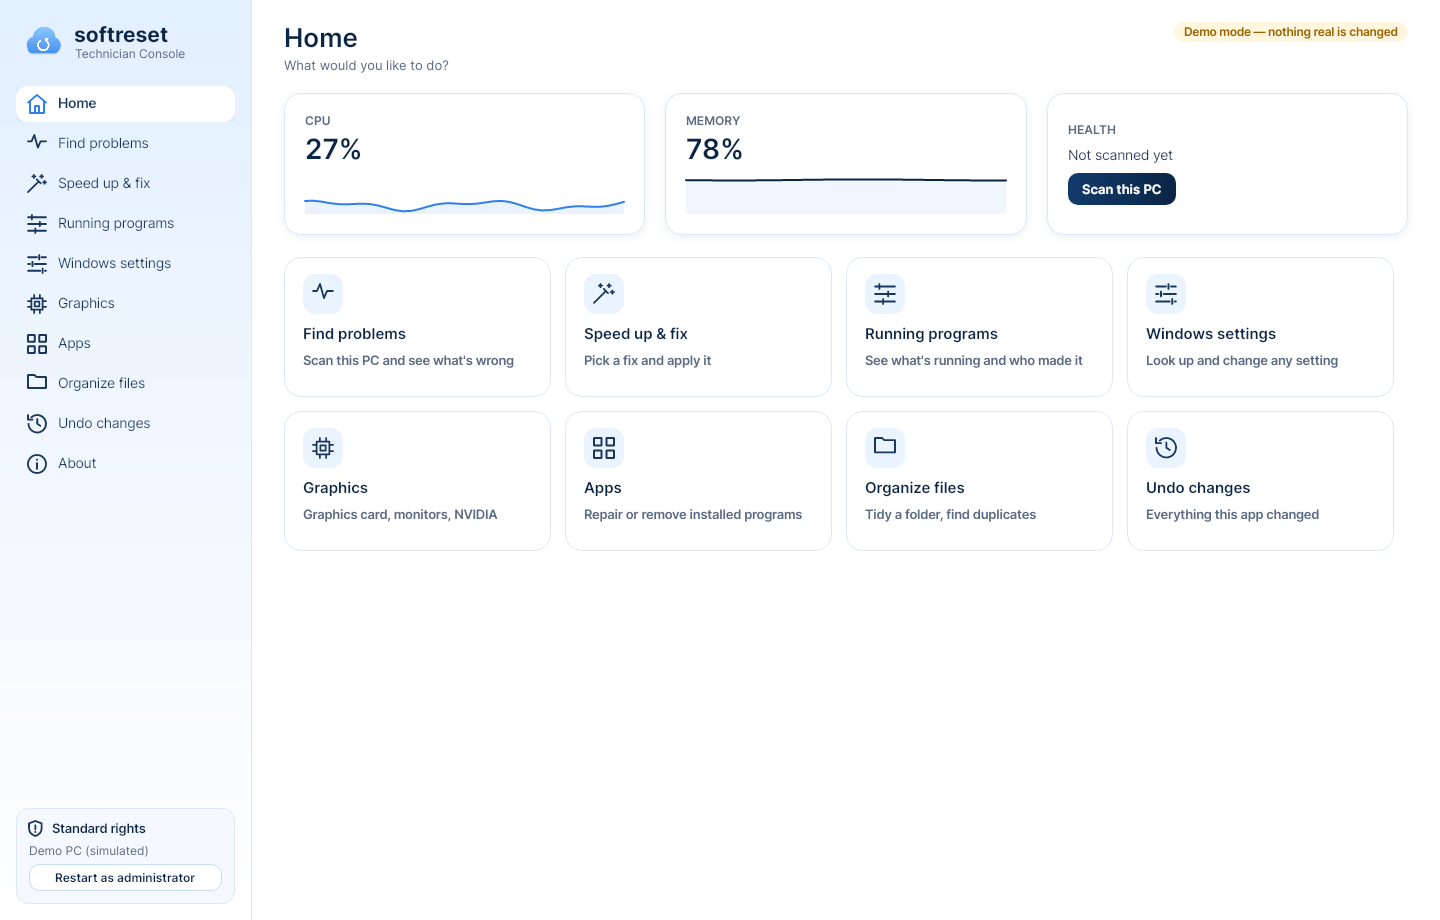 softreset
Technician Console
Home
Find problems
Speed up & fix
Running programs
Windows settings
Graphics
Apps
Organize files
Undo changes
About
Standard rights
Demo PC (simulated)
Restart as administrator
Home
What would you like to do?
Demo mode — nothing real is changed
CPU
27%
MEMORY
78%
HEALTH
Not scanned yet
Scan this PC
Find problems
Scan this PC and see what's wrong
Speed up & fix
Pick a fix and apply it
Running programs
See what's running and who made it
Windows settings
Look up and change any setting
Graphics
Graphics card, monitors, NVIDIA
Apps
Repair or remove installed programs
Organize files
Tidy a folder, find duplicates
Undo changes
Everything this app changed